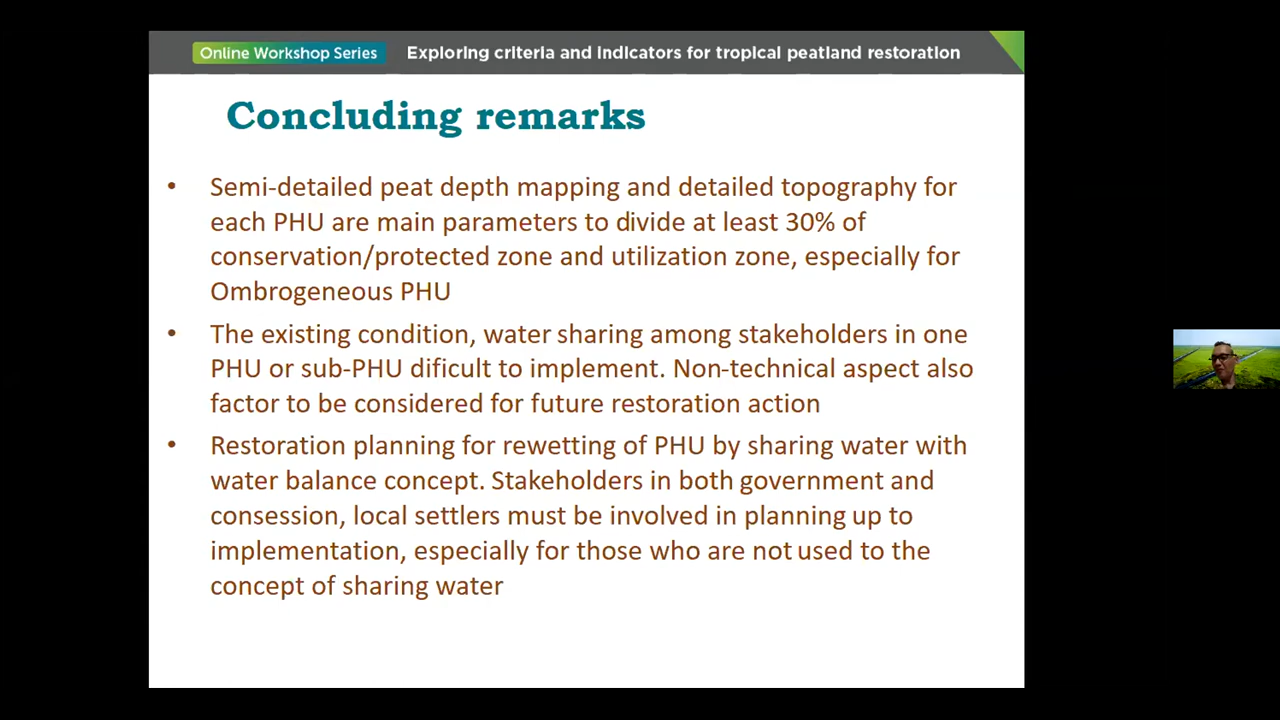 Online Workshop Series Exploring criteria and indicators for tropical peatland restoration
Concluding remarks
• Semi-detailed peat depth mapping and detailed topography for
each PHU are main parameters to divide at least 30% of
conservation/protected zone and utilization zone, especially for
Ombrogeneous PHU
• The existing condition, water sharing among stakeholders in one
PHU or sub-PHU dificult to implement. Non-technical aspect also
factor to be considered for future restoration action
• Restoration planning for rewetting of PHU by sharing water with
water balance concept. Stakeholders in both government and
consession, local settlers must be involved in planning up to
implementation, especially for those who are not used to the
concept of sharing water